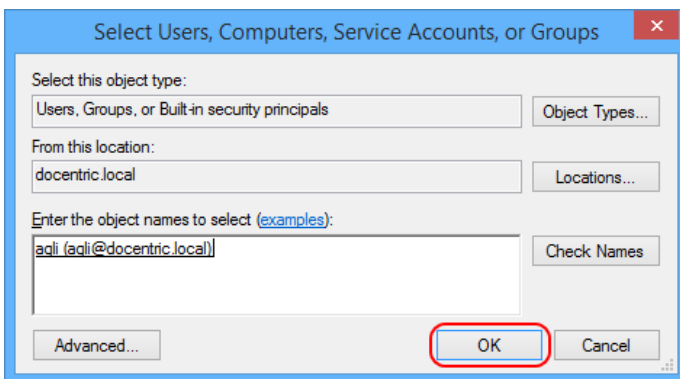 Select Users, Computers, Service Accounts, or Groups
Select this object type:
Users, Groups, or Built-in security principals
Object Types...
From this location:
docentric.local
Locations...
Enter the object names to select (examples):
aqli (aqli@docentric.local)
Check Names
Advanced...
OK
Cancel